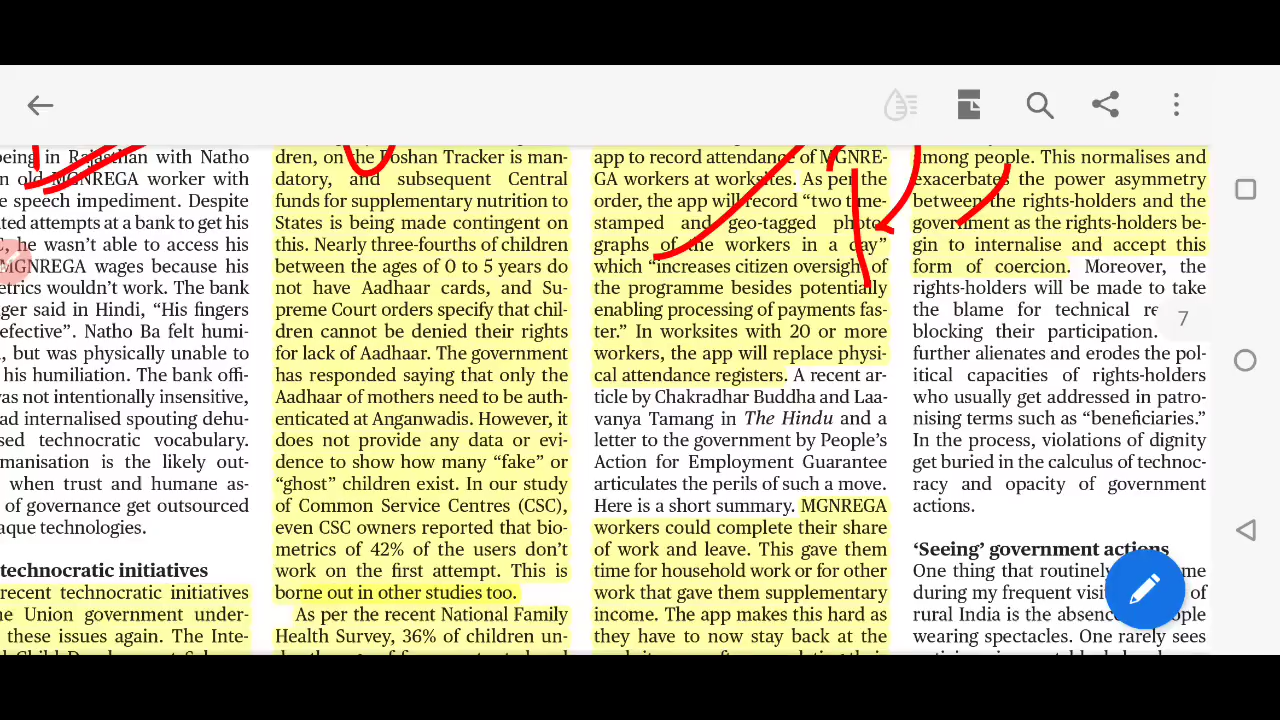 being in Rajasthan with Natho
n old MGNREGA worker with
e speech impediment. Despite
ated attempts at a bank to get his
, he wasn't able to access his
MGNREGA wages because his
etrics wouldn't work. The bank
ger said in Hindi, "His fingers
efective". Natho Ba felt humi-
, but was physically unable to
his humiliation. The bank offi-
was not intentionally insensitive,
ad internalised spouting dehu-
sed technocratic vocabulary.
manisation is the likely out-
when trust and humane as-
of governance get outsourced
aque technologies.
technocratic initiatives
recent technocratic initiatives
he Union government under-
these issues again. The Inte-
dren, on the Poshan Tracker is man-
datory, and subsequent Central
funds for supplementary nutrition to
States is being made contingent on
this. Nearly three-fourths of children
between the ages of 0 to 5 years do
not have Aadhaar cards, and Su-
preme Court orders specify that chil-
dren cannot be denied their rights
for lack of Aadhaar. The government
has responded saying that only the
Aadhaar of mothers need to be auth-
enticated at Anganwadis. However, it
does not provide any data or evi-
dence to show how many "fake" or
"ghost" children exist. In our study
of Common Service Centres (CSC),
even CSC owners reported that bio-
metrics of 42% of the users don't
work on the first attempt. This is
borne out in other studies too.
As per the recent National Family
Health Survey, 36% of children un-
app to record attendance of MGNRE-
GA workers at worksites. As per the
order, the app will record "two time-
stamped and geo-tagged photo-
graphs of the workers in a day"
which "increases citizen oversight of
the programme besides potentially
enabling processing of payments fas-
ter." In worksites with 20 or more
workers, the app will replace physi-
cal attendance registers. A recent ar-
ticle by Chakradhar Buddha and Laa-
vanya Tamang in The Hindu and a
letter to the government by People's
Action for Employment Guarantee
articulates the perils of such a move.
Here is a short summary. MGNREGA
workers could complete their share
of work and leave. This gave them
time for household work or for other
work that gave them supplementary
income. The app makes this hard as
they have to now stay back at the
among people. This normalises and
exacerbates the power asymmetry
between the rights-holders and the
government as the rights-holders be-
gin to internalise and accept this
form of coercion. Moreover, the
rights-holders will be made to take
the blame for technical re
blocking their participation.
further alienates and erodes the pol-
itical capacities of rights-holders
who usually get addressed in patro-
nising terms such as "beneficiaries."
In the process, violations of dignity
get buried in the calculus of technoc-
racy and opacity of government
actions.
'Seeing' government actions
One thing that routinely me
during my frequent visi of
rural India is the absence ople
wearing spectacles. One rarely sees
7